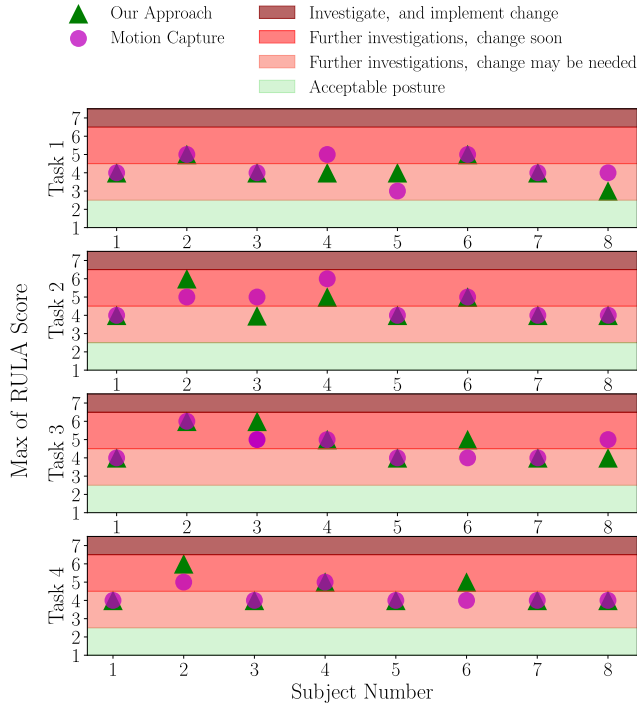 Our Approach
Motion Capture
Investigate, and implement change
Further investigations, change soon
Further investigations, change may be needed
Acceptable posture
Max of RULA Score
Task 1
7
6
5
4
3
2
1
1 2 3 4 5 6 7 8
Task 2
7
6
5
4
3
2
1
1 2 3 4 5 6 7 8
Task 3
7
6
5
4
3
2
1
1 2 3 4 5 6 7 8
Task 4
7
6
5
4
3
2
1
1 2 3 4 5 6 7 8
Subject Number